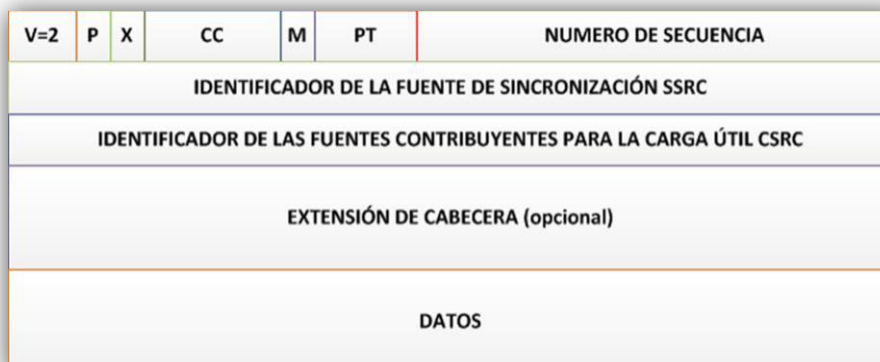 V=2 P X CC M PT NUMERO DE SECUENCIA
IDENTIFICADOR DE LA FUENTE DE SINCRONIZACIÓN SSRC
IDENTIFICADOR DE LAS FUENTES CONTRIBUYENTES PARA LA CARGA ÚTIL CSRC
EXTENSIÓN DE CABECERA (opcional)
DATOS